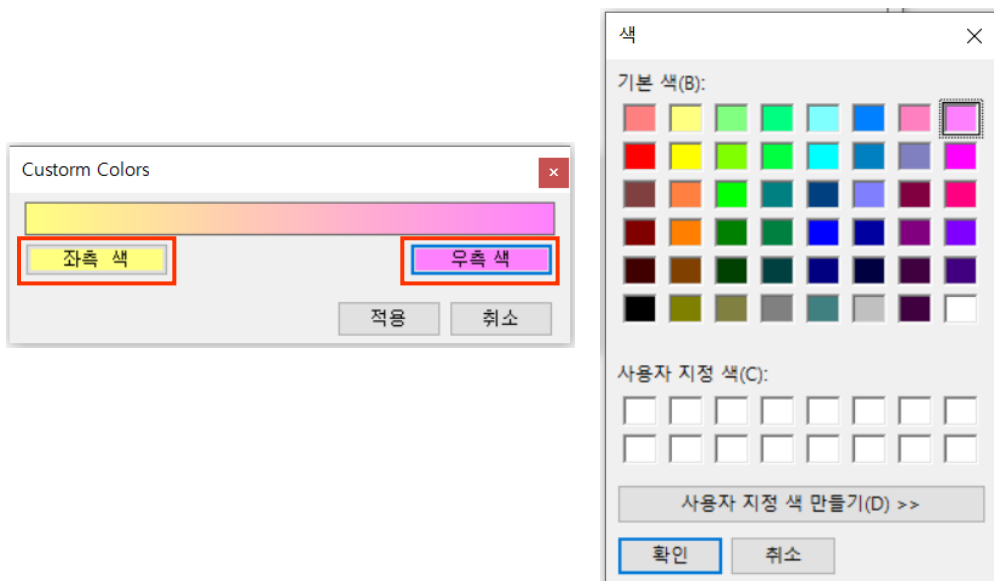 Custorm Colors
좌측 색
우측 색
적용
취소
색
기본 색(B):
사용자 지정 색(C):
사용자 지정 색 만들기(D) >>
확인
취소